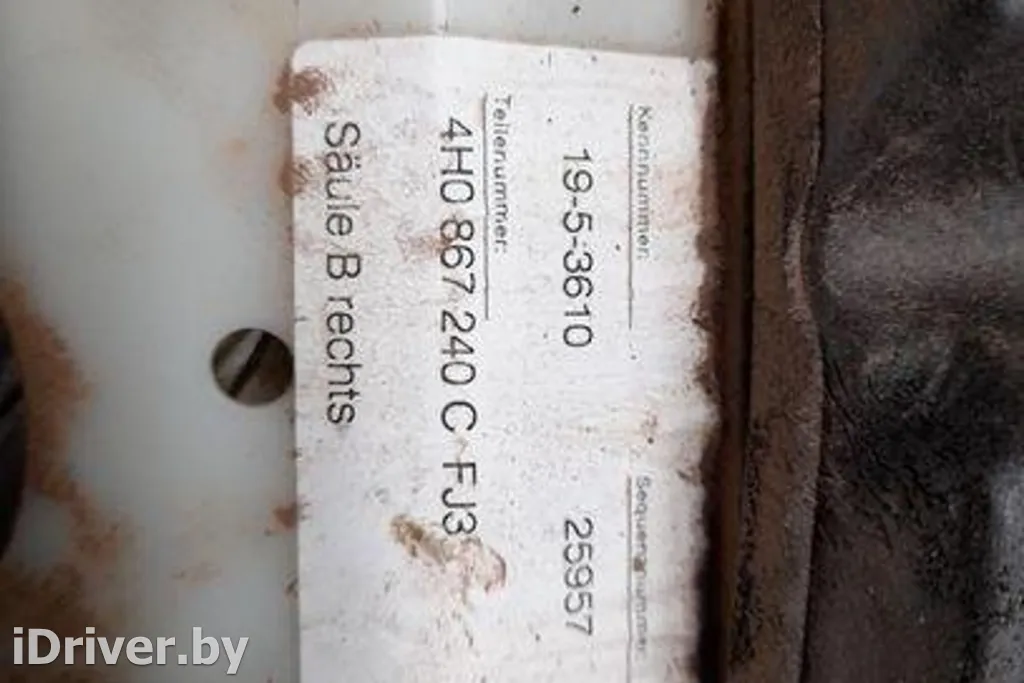 Kennnummer:
19-5-3610
Sequenznummer:
25957
Teilenummer:
4H0 867 240 C FJ3
Säule B rechts
iDriver.by